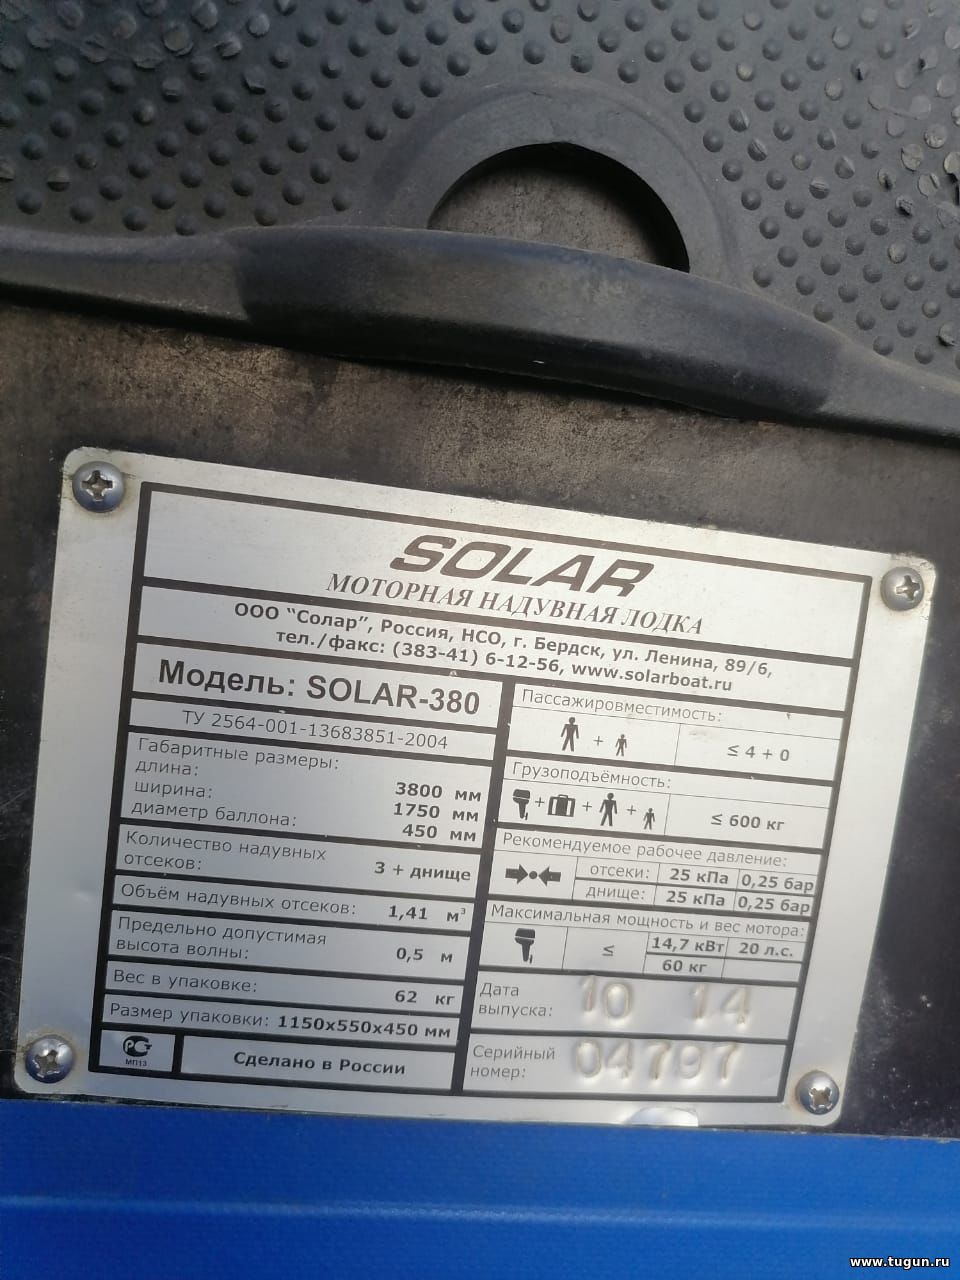 SOLAR
МОТОРНАЯ НАДУВНАЯ ЛОДКА
ООО "Солар", Россия, НСО, г. Бердск, ул. Ленина, 89/6,
тел./факс: (383-41) 6-12-56, www.solarboat.ru
Модель: SOLAR-380
ТУ 2564-001-13683851-2004
Габаритные размеры:
длина: 3800 мм
ширина: 1750 мм
диаметр баллона: 450 мм
Количество надувных
отсеков: 3 + днище
Объём надувных отсеков: 1,41 м³
Предельно допустимая
высота волны: 0,5 м
Вес в упаковке: 62 кг
Размер упаковки: 1150х550х450 мм
РСТ
МП13
Сделано в России
Пассажировместимость:
+ ≤ 4 + 0
Грузоподъёмность:
+ + + ≤ 600 кг
Рекомендуемое рабочее давление:
отсеки: 25 кПа 0,25 бар
днище: 25 кПа 0,25 бар
Максимальная мощность и вес мотора:
≤ 14,7 кВт 20 л.с.
60 кг
Дата
выпуска: 10 14
Серийный
номер: 04797
www.tugun.ru